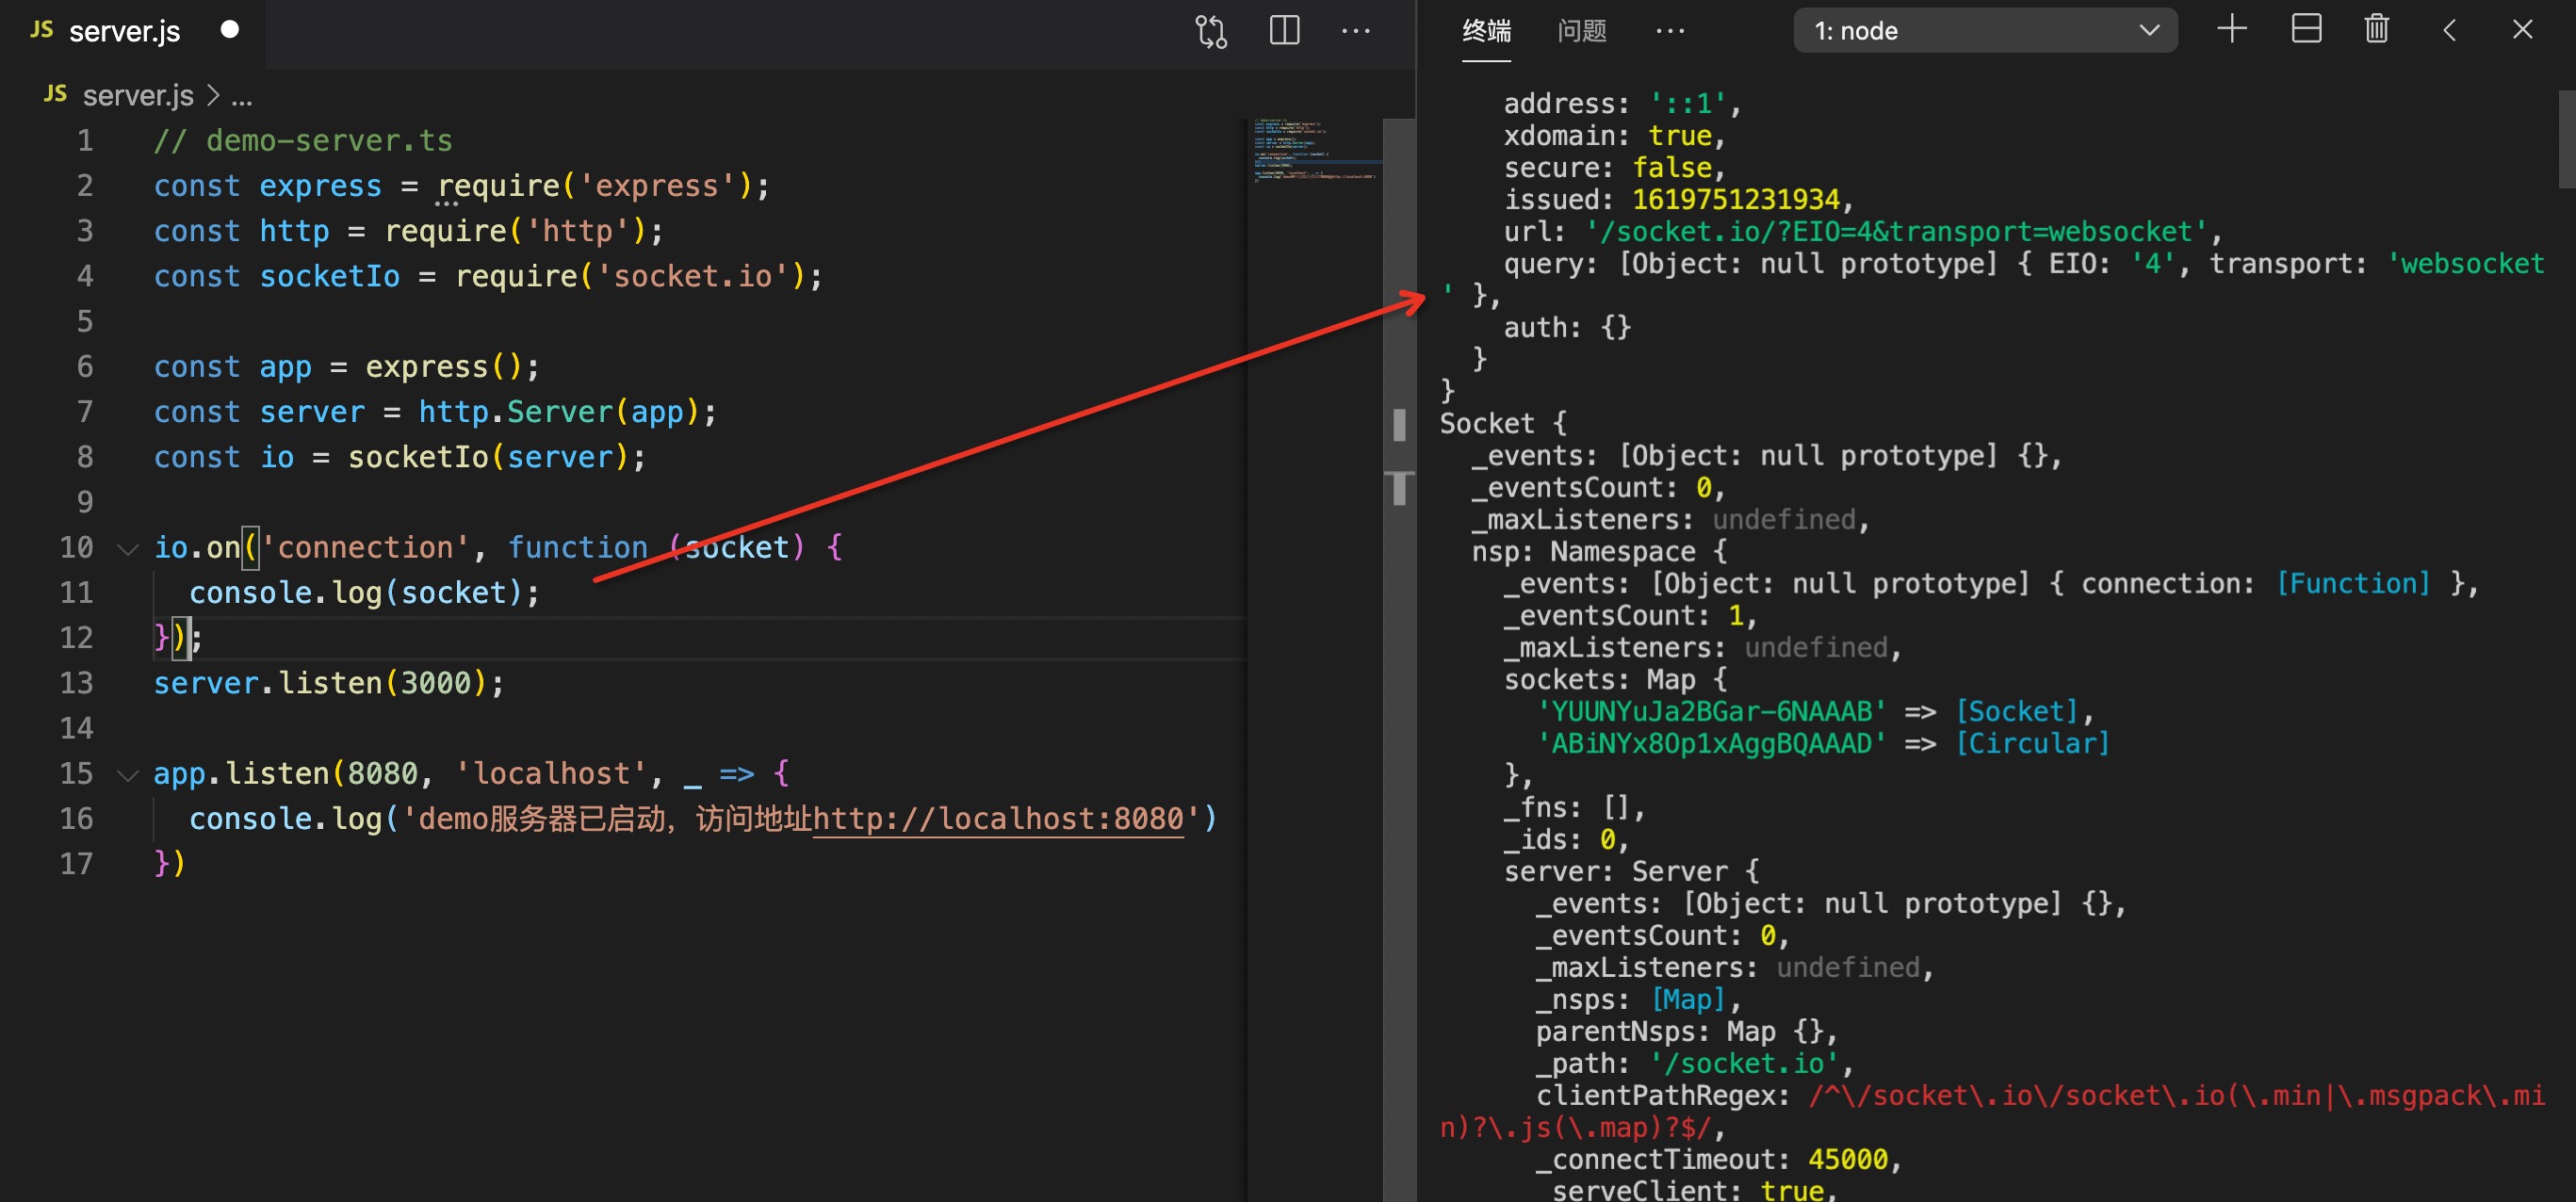 JS server.js
JS server.js > ...
1 // demo-server.ts
2 const express = require('express');
3 const http = require('http');
4 const socketIo = require('socket.io');
5
6 const app = express();
7 const server = http.Server(app);
8 const io = socketIo(server);
9
10 io.on('connection', function (socket) {
11 console.log(socket);
12 });
13 server.listen(3000);
14
15 app.listen(8080, 'localhost', _ => {
16 console.log('demo服务器已启动，访问地址http://localhost:8080')
17 })
终端 问题 ... 1: node
address: '::1',
xdomain: true,
secure: false,
issued: 1619751231934,
url: '/socket.io/?EIO=4&transport=websocket',
query: [Object: null prototype] { EIO: '4', transport: 'websocket
' },
auth: {}
}
}
Socket {
_events: [Object: null prototype] {},
_eventsCount: 0,
_maxListeners: undefined,
nsp: Namespace {
_events: [Object: null prototype] { connection: [Function] },
_eventsCount: 1,
_maxListeners: undefined,
sockets: Map {
'YUUNYuJa2BGar-6NAAAB' => [Socket],
'ABiNYx8Op1xAggBQAAAD' => [Circular]
},
_fns: [],
_ids: 0,
server: Server {
_events: [Object: null prototype] {},
_eventsCount: 0,
_maxListeners: undefined,
_nsps: [Map],
parentNsps: Map {},
_path: '/socket.io',
clientPathRegex: /^\/socket\.io\/socket\.io(\.min|\.msgpack\.mi
n)?\.js(\.map)?$/,
_connectTimeout: 45000,
_serveClient: true,